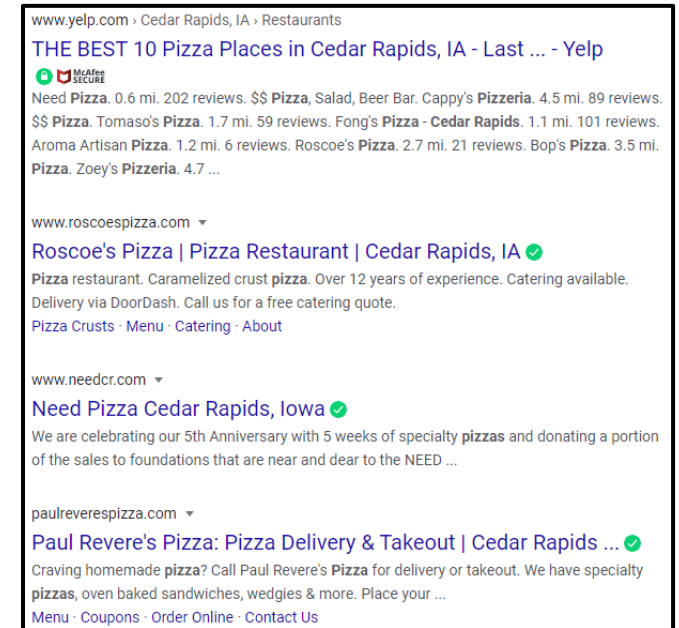 www.yelp.com › Cedar Rapids, IA › Restaurants
THE BEST 10 Pizza Places in Cedar Rapids, IA - Last ... - Yelp
McAfee
SECURE
Need Pizza. 0.6 mi. 202 reviews. $$ Pizza, Salad, Beer Bar. Cappy's Pizzeria. 4.5 mi. 89 reviews.
$$ Pizza. Tomaso's Pizza. 1.7 mi. 59 reviews. Fong's Pizza - Cedar Rapids. 1.1 mi. 101 reviews.
Aroma Artisan Pizza. 1.2 mi. 6 reviews. Roscoe's Pizza. 2.7 mi. 21 reviews. Bop's Pizza. 3.5 mi.
Pizza. Zoey's Pizzeria. 4.7 ...
www.roscoespizza.com
Roscoe's Pizza | Pizza Restaurant | Cedar Rapids, IA
Pizza restaurant. Caramelized crust pizza. Over 12 years of experience. Catering available.
Delivery via DoorDash. Call us for a free catering quote.
Pizza Crusts · Menu · Catering · About
www.needcr.com
Need Pizza Cedar Rapids, Iowa
We are celebrating our 5th Anniversary with 5 weeks of specialty pizzas and donating a portion
of the sales to foundations that are near and dear to the NEED ...
paulreverespizza.com
Paul Revere's Pizza: Pizza Delivery & Takeout | Cedar Rapids ...
Craving homemade pizza? Call Paul Revere's Pizza for delivery or takeout. We have specialty
pizzas, oven baked sandwiches, wedgies & more. Place your ...
Menu · Coupons · Order Online · Contact Us